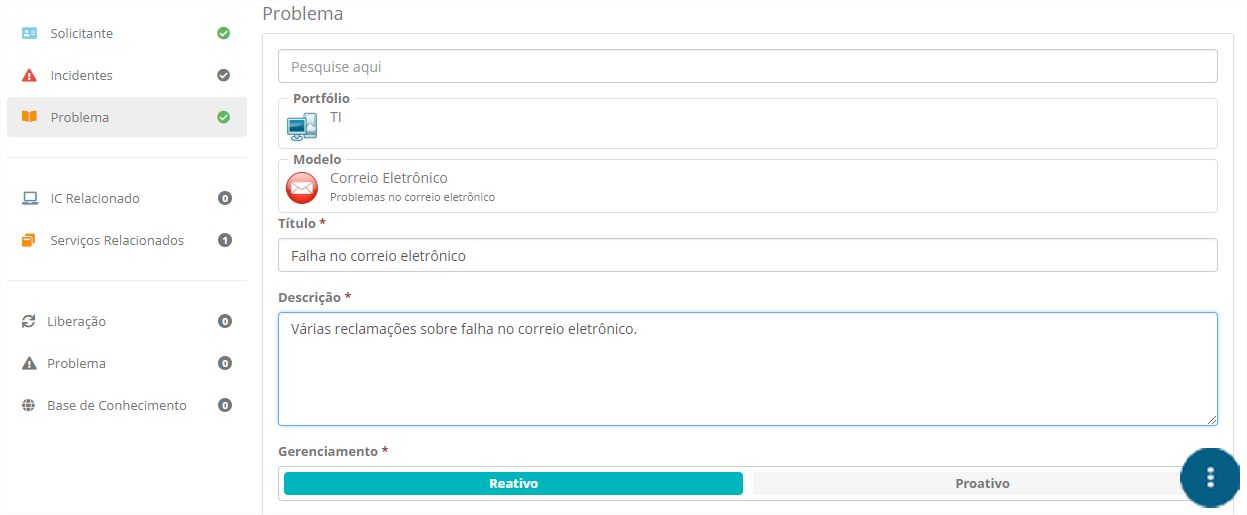 Solicitante
Incidentes
Problema
IC Relacionado 0
Serviços Relacionados 1
Liberação 0
Problema 0
Base de Conhecimento 0
Problema
Pesquise aqui
Portfólio
TI
Modelo
Correio Eletrônico
Problemas no correio eletrônico
Título *
Falha no correio eletrônico
Descrição *
Várias reclamações sobre falha no correio eletrônico.
Gerenciamento *
Reativo Proativo